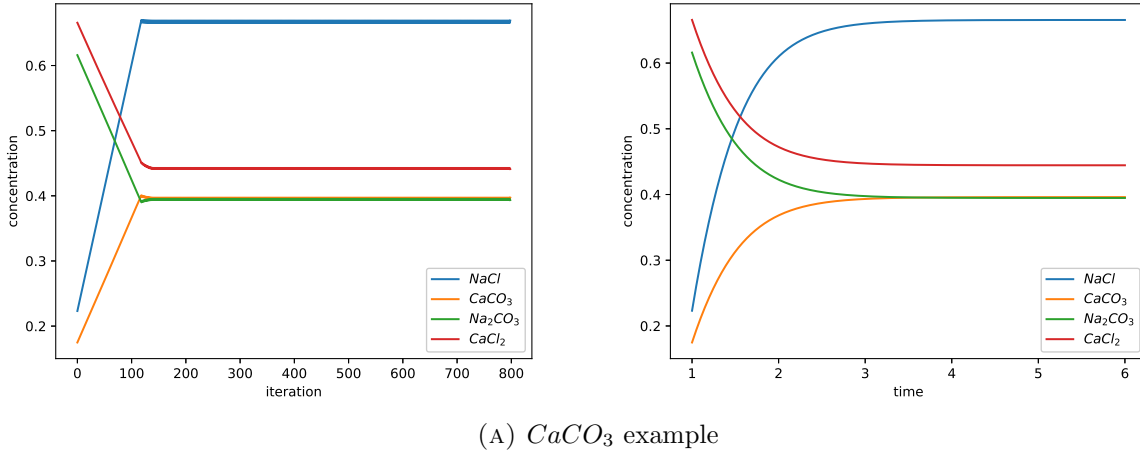 concentration
0.6
0.5
0.4
0.3
0.2
0 100 200 300 400 500 600 700 800
iteration
NaCl
CaCO₃
Na₂CO₃
CaCl₂
concentration
0.6
0.5
0.4
0.3
0.2
1 2 3 4 5 6
time
NaCl
CaCO₃
Na₂CO₃
CaCl₂
(A) CaCO₃ example